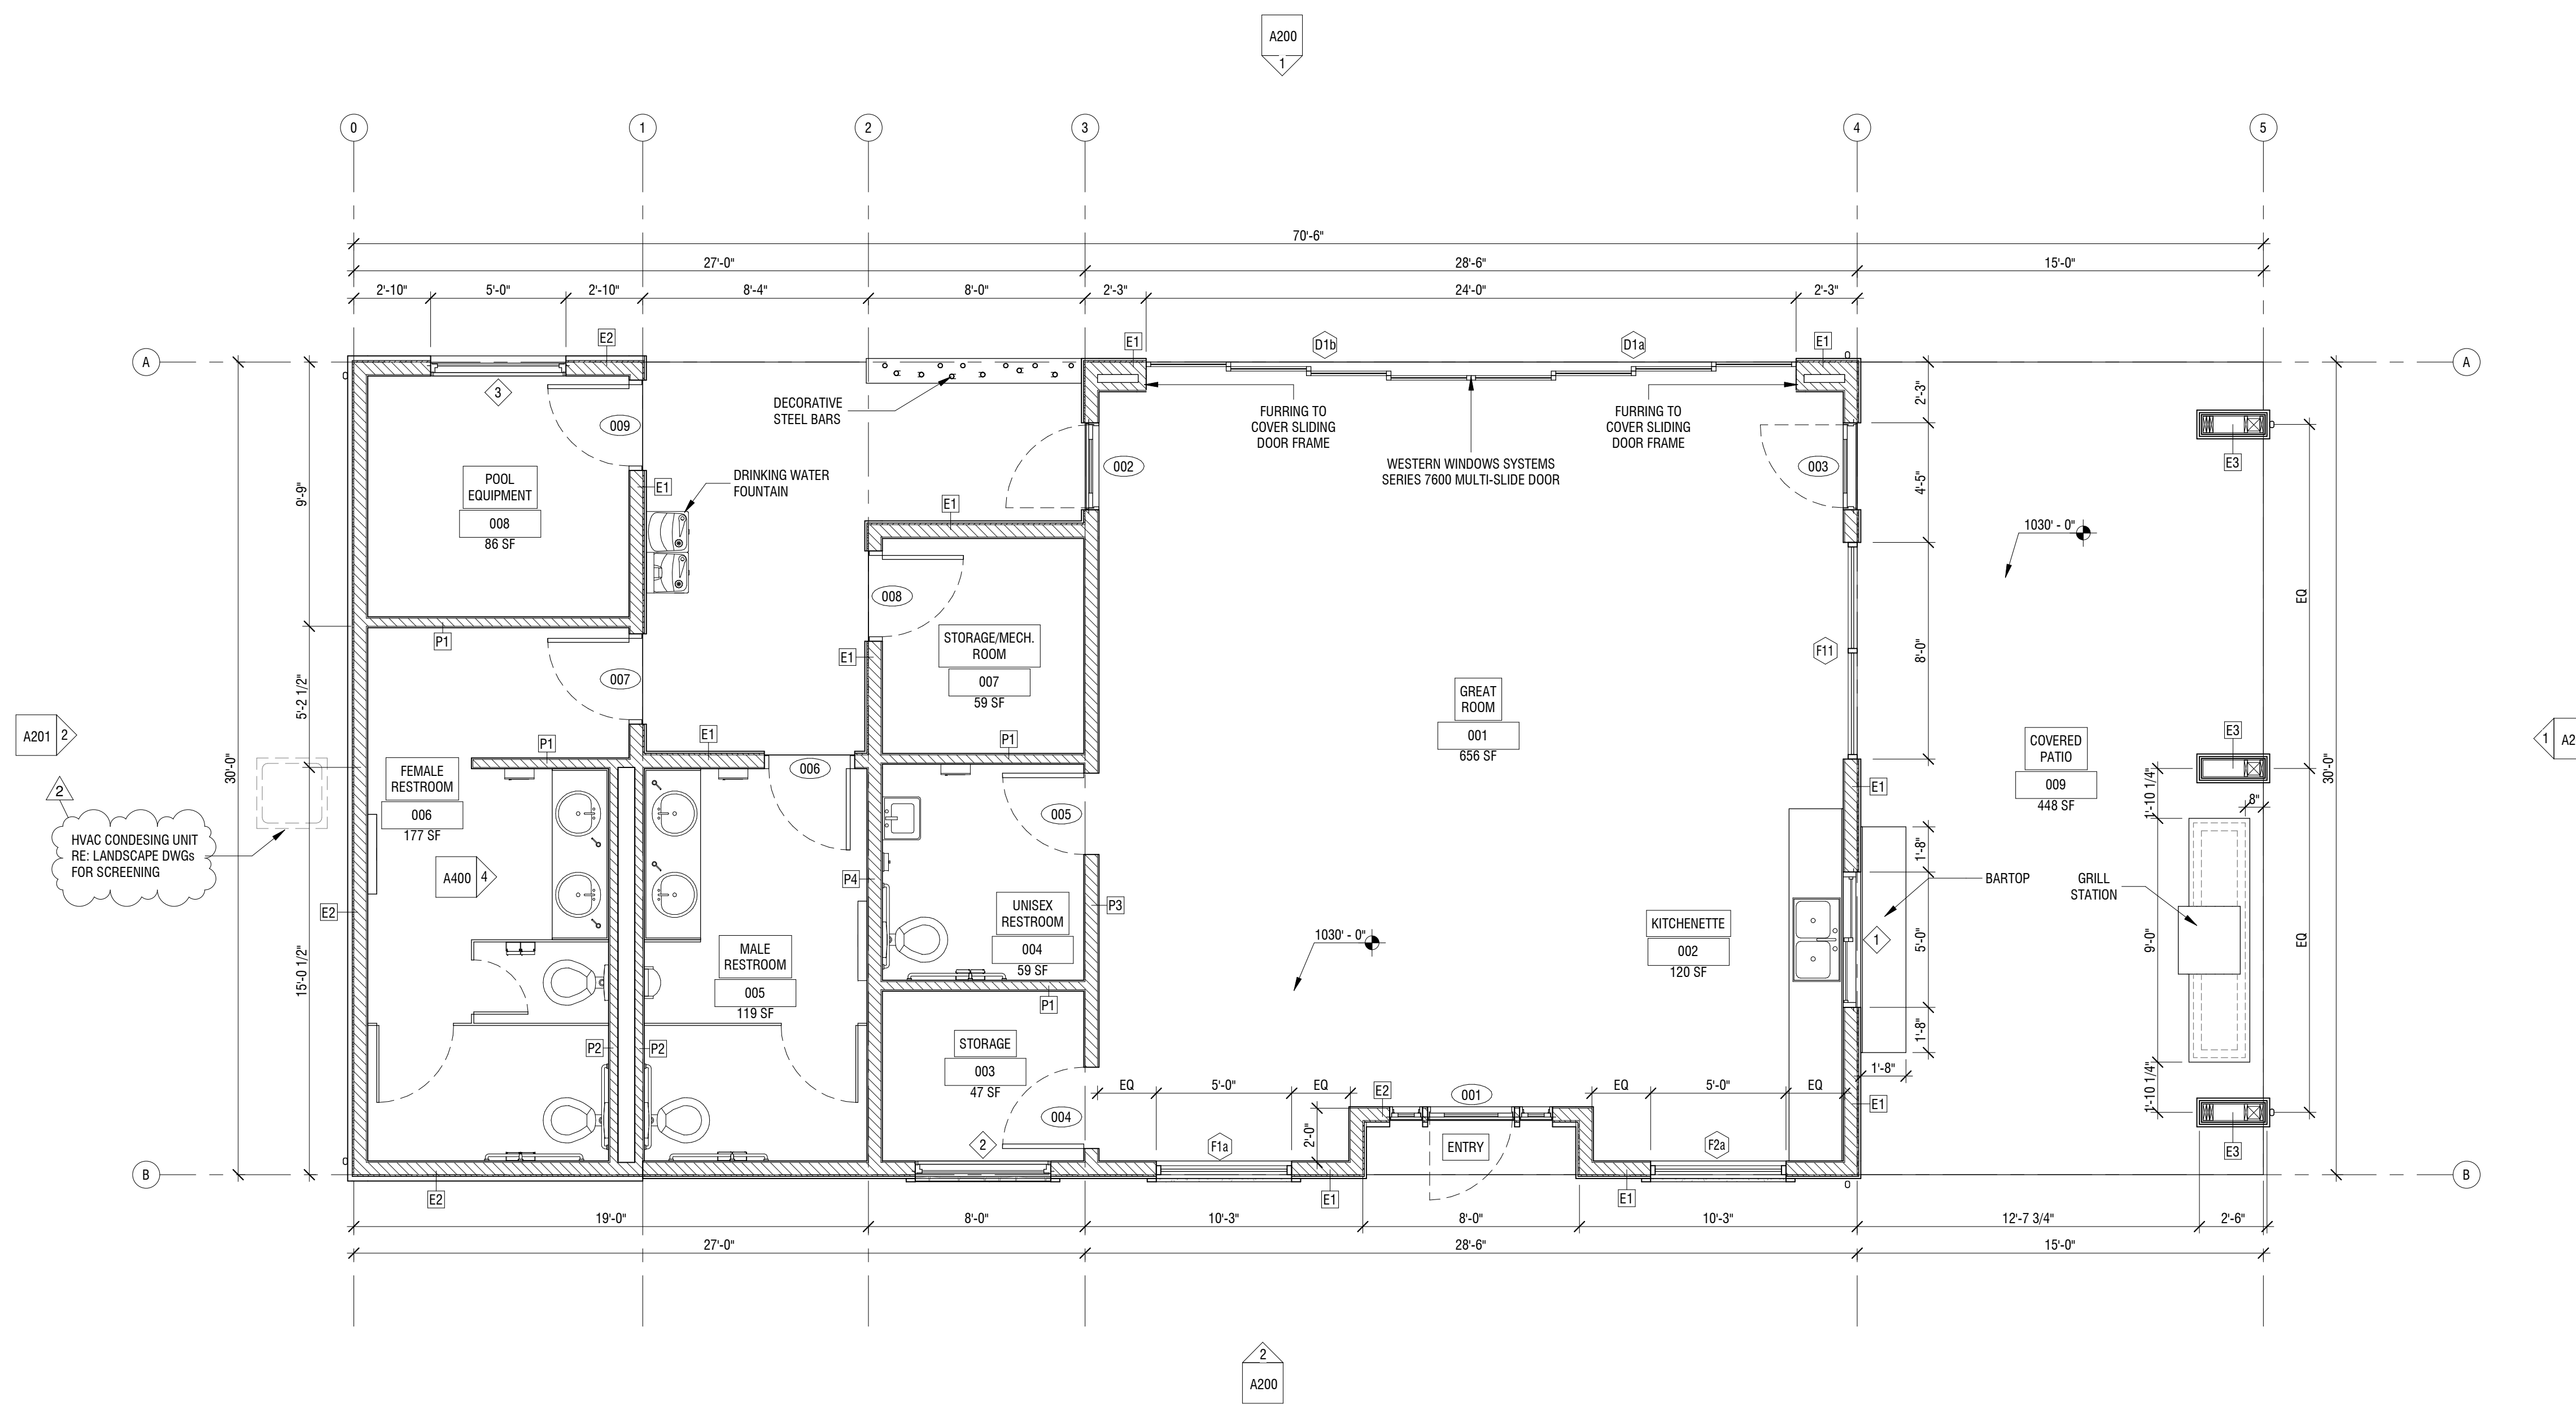 A200
1
0
1
2
3
4
5
70'-6"
27'-0"
28'-6"
15'-0"
2'-10"
5'-0"
2'-10"
8'-4"
8'-0"
2'-3"
24'-0"
2'-3"
A
A
E2
E1
D1b
D1a
E1
3
009
DECORATIVE
STEEL BARS
FURRING TO
COVER SLIDING
DOOR FRAME
FURRING TO
COVER SLIDING
DOOR FRAME
WESTERN WINDOWS SYSTEMS
SERIES 7600 MULTI-SLIDE DOOR
2'-3"
002
003
4'-5"
E3
DRINKING WATER
FOUNTAIN
E1
E1
POOL
EQUIPMENT
008
86 SF
9'-9"
1030' - 0"
EQ
008
P1
E1
STORAGE/MECH.
ROOM
007
59 SF
F11
8'-0"
007
5'-2 1/2"
GREAT
ROOM
001
656 SF
A201
2
30'-0"
P1
E1
P1
006
COVERED
PATIO
009
448 SF
E3
30'-0"
1
A2
FEMALE
RESTROOM
006
177 SF
2
HVAC CONDESING UNIT
RE: LANDSCAPE DWGs
FOR SCREENING
A400
4
005
E1
1'-10 1/4"
8"
1'-8"
BARTOP
GRILL
STATION
P4
E2
P3
UNISEX
RESTROOM
004
59 SF
MALE
RESTROOM
005
119 SF
KITCHENETTE
002
120 SF
1
5'-0"
9'-0"
EQ
1030' - 0"
15'-0 1/2"
P1
1'-8"
P2
P2
STORAGE
003
47 SF
1'-8"
1'-10 1/4"
EQ
5'-0"
EQ
E2
001
EQ
5'-0"
EQ
E1
004
2
F1a
2'-0"
ENTRY
F2a
E3
B
B
E2
E1
E1
19'-0"
8'-0"
10'-3"
8'-0"
10'-3"
12'-7 3/4"
2'-6"
27'-0"
28'-6"
15'-0"
2
A200